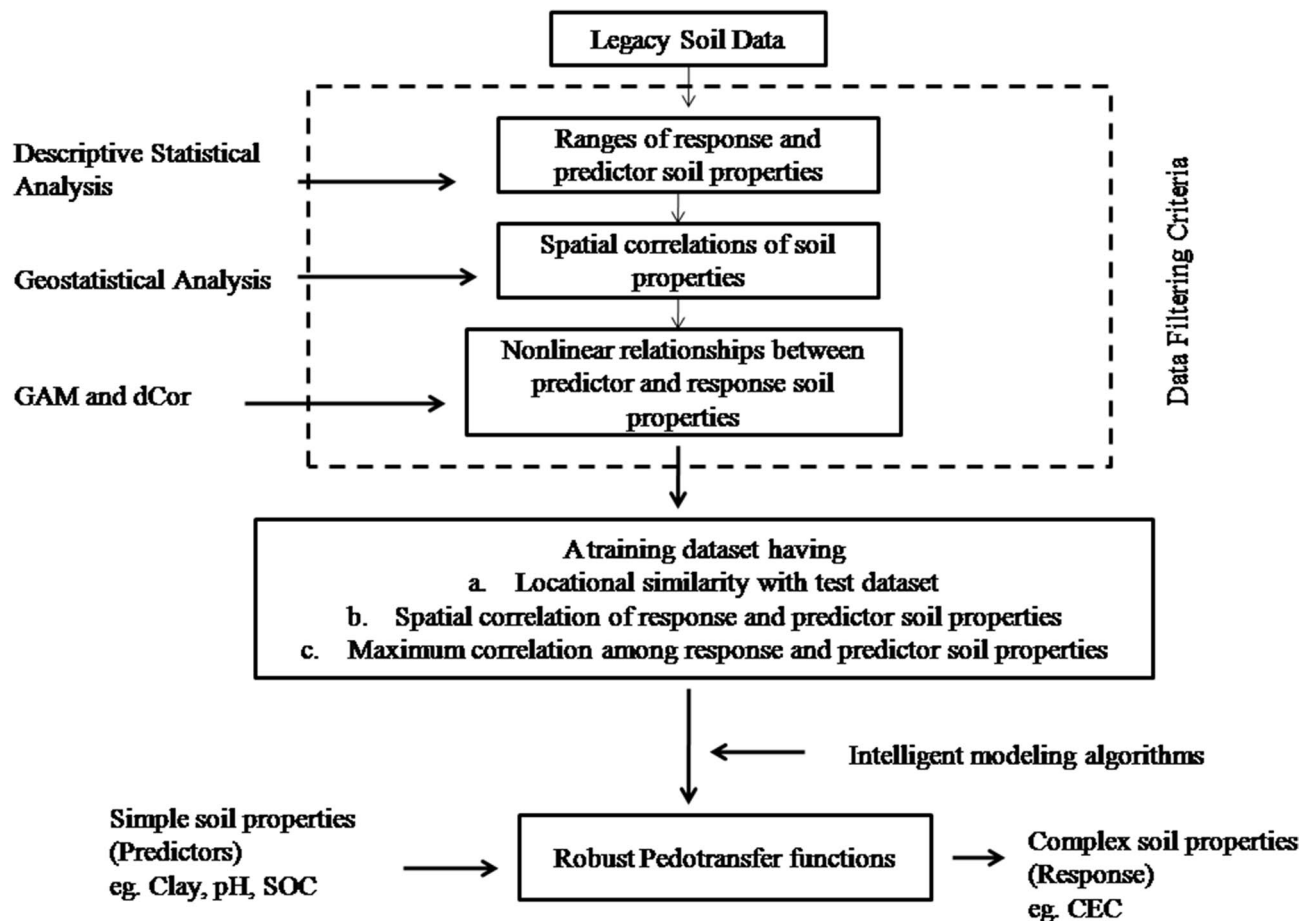 Legacy Soil Data
Descriptive Statistical
Analysis
Ranges of response and
predictor soil properties
Geostatistical Analysis
Spatial correlations of soil
properties
GAM and dCor
Nonlinear relationships between
predictor and response soil
properties
Data Filtering Criteria
A training dataset having
a. Locational similarity with test dataset
b. Spatial correlation of response and predictor soil properties
c. Maximum correlation among response and predictor soil properties
Intelligent modeling algorithms
Simple soil properties
(Predictors)
eg. Clay, pH, SOC
Robust Pedotransfer functions
Complex soil properties
(Response)
eg. CEC